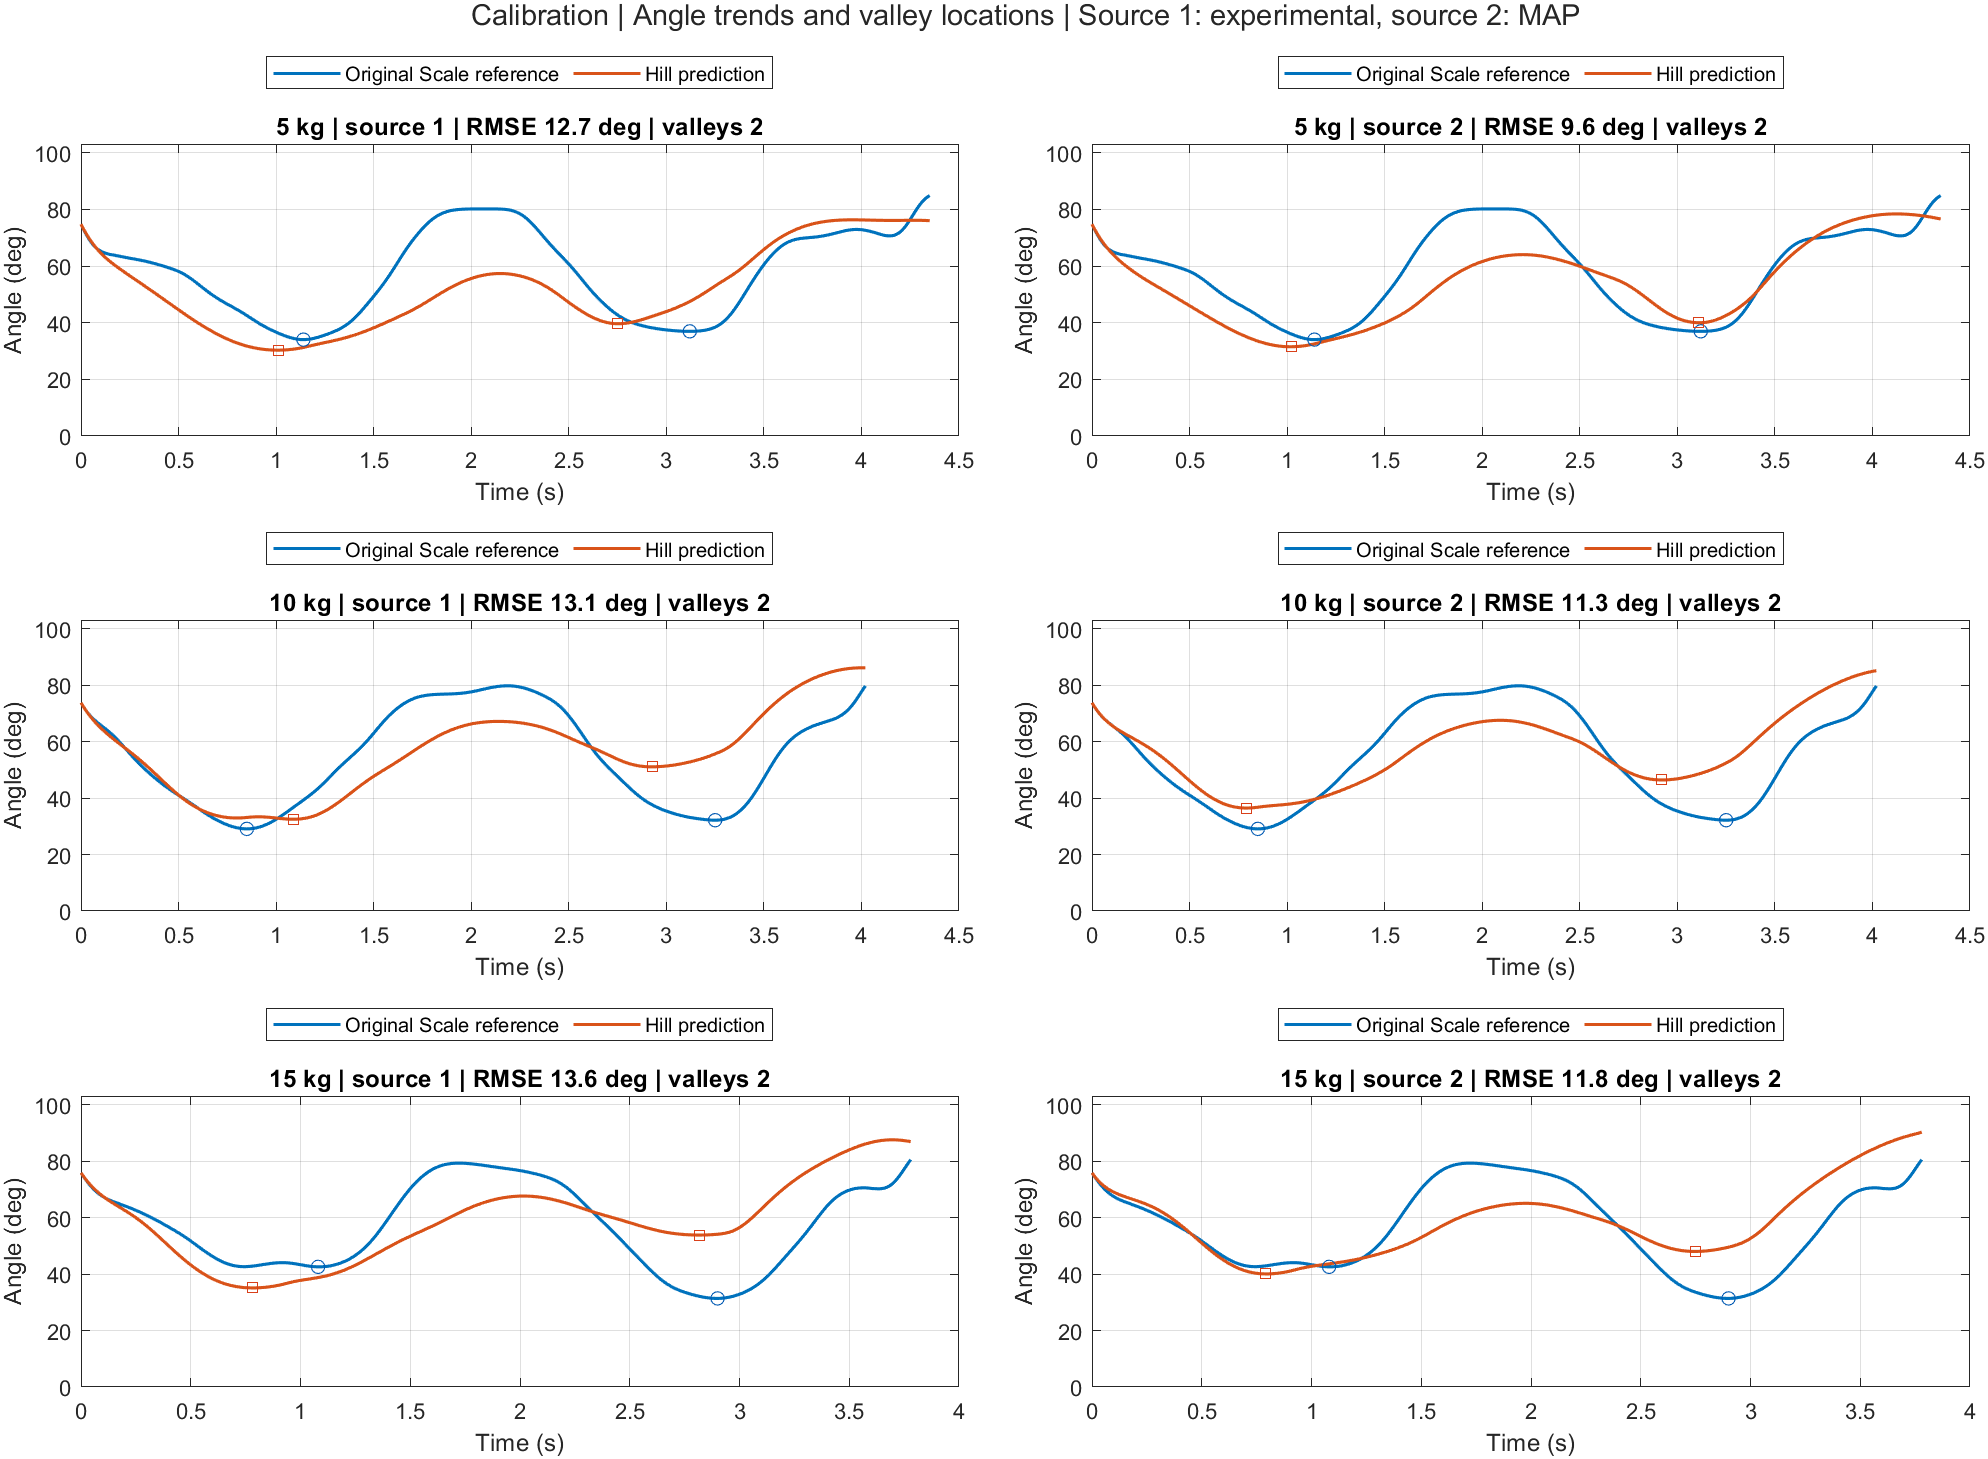 Calibration | Angle trends and valley locations | Source 1: experimental, source 2: MAP
Original Scale reference Hill prediction
5 kg | source 1 | RMSE 12.7 deg | valleys 2
100
80
60
40
20
0
Angle (deg)
0 0.5 1 1.5 2 2.5 3 3.5 4 4.5
Time (s)
Original Scale reference Hill prediction
5 kg | source 2 | RMSE 9.6 deg | valleys 2
100
80
60
40
20
0
Angle (deg)
0 0.5 1 1.5 2 2.5 3 3.5 4 4.5
Time (s)
Original Scale reference Hill prediction
10 kg | source 1 | RMSE 13.1 deg | valleys 2
100
80
60
40
20
0
Angle (deg)
0 0.5 1 1.5 2 2.5 3 3.5 4 4.5
Time (s)
Original Scale reference Hill prediction
10 kg | source 2 | RMSE 11.3 deg | valleys 2
100
80
60
40
20
0
Angle (deg)
0 0.5 1 1.5 2 2.5 3 3.5 4 4.5
Time (s)
Original Scale reference Hill prediction
15 kg | source 1 | RMSE 13.6 deg | valleys 2
100
80
60
40
20
0
Angle (deg)
0 0.5 1 1.5 2 2.5 3 3.5 4
Time (s)
Original Scale reference Hill prediction
15 kg | source 2 | RMSE 11.8 deg | valleys 2
100
80
60
40
20
0
Angle (deg)
0 0.5 1 1.5 2 2.5 3 3.5 4
Time (s)